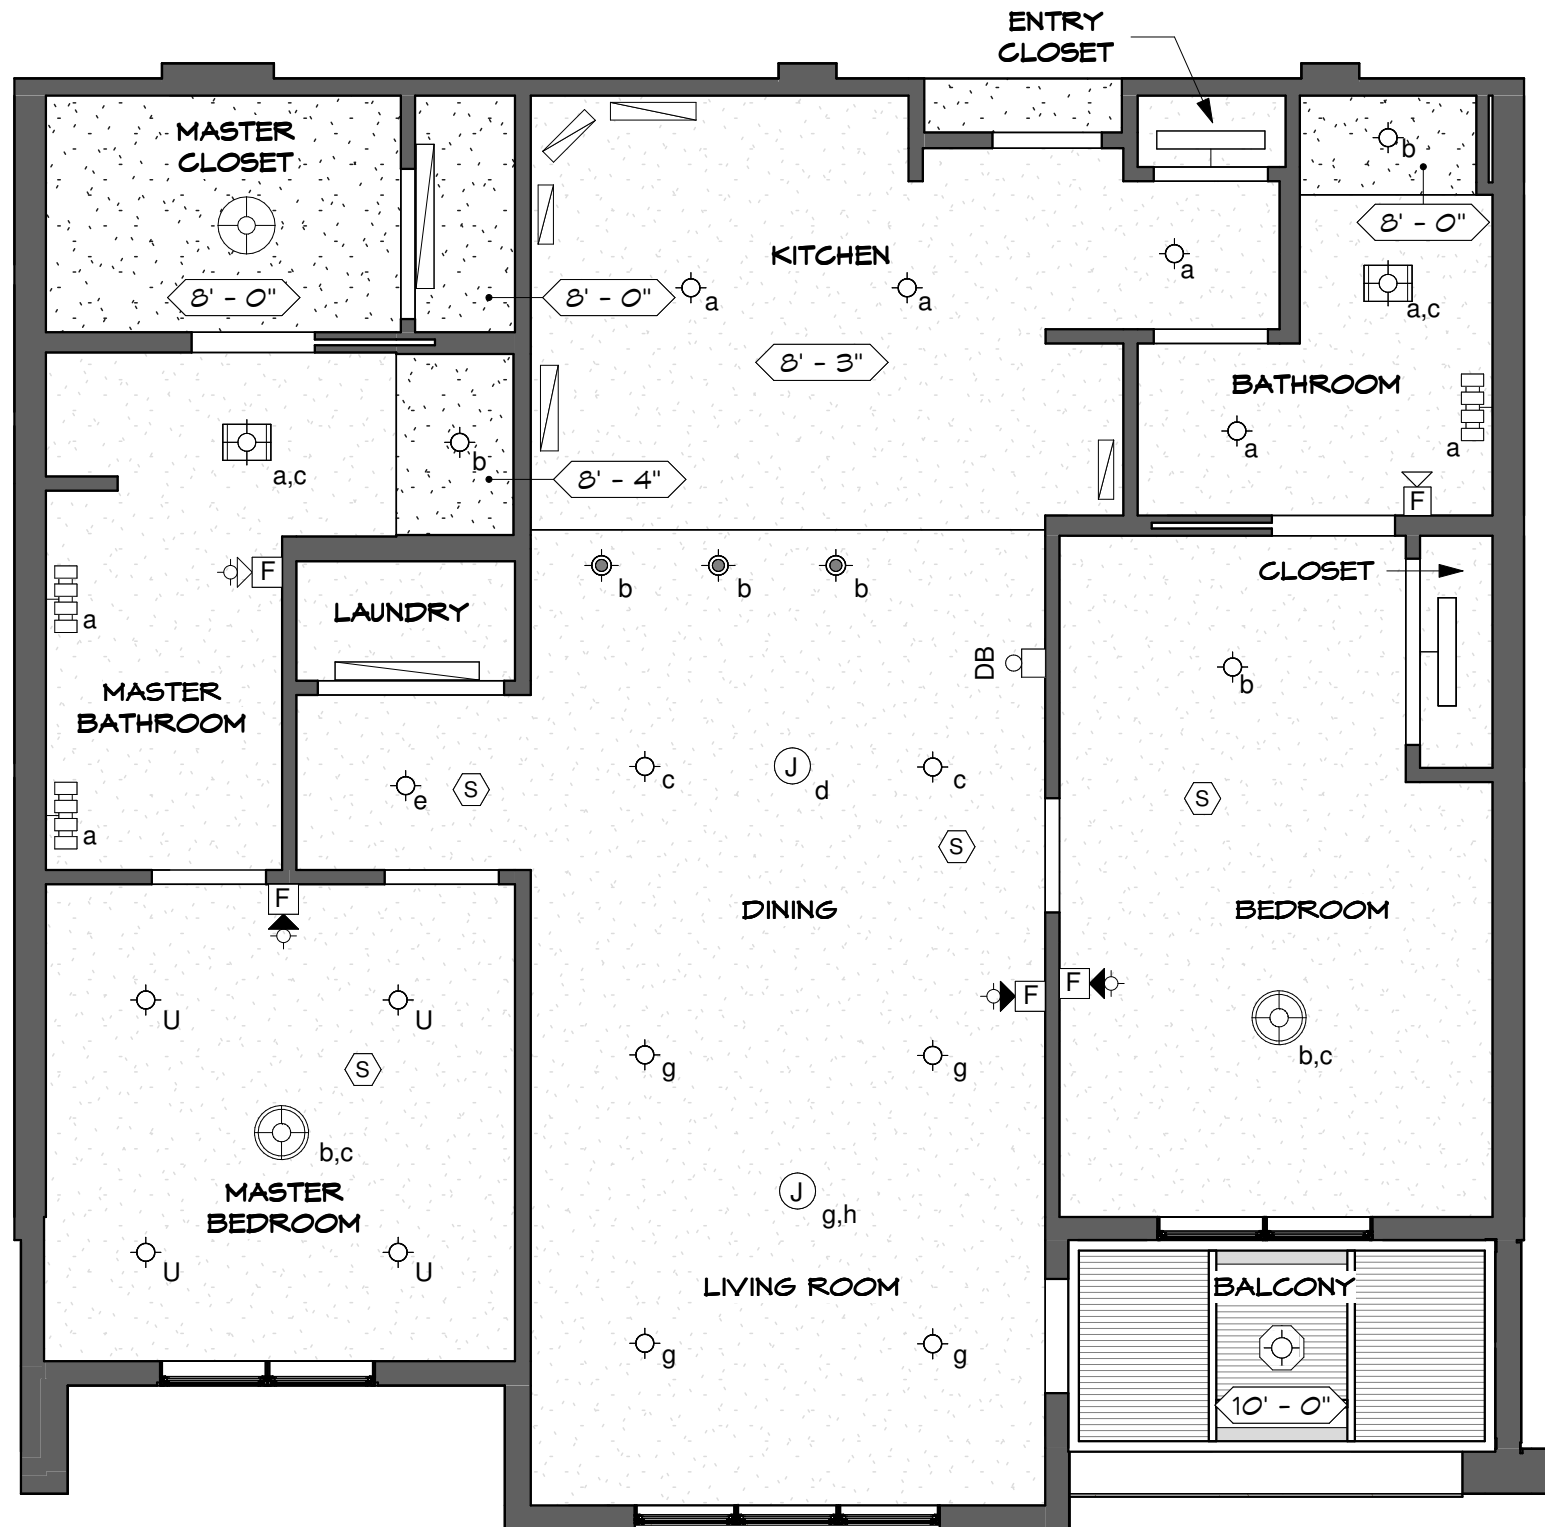 ENTRY
CLOSET
MASTER
CLOSET
b
8' - 0"
KITCHEN
a
8' - 0"
8' - 0"
a
a
a,c
8' - 3"
BATHROOM
a
a
b
a,c
8' - 4"
F
F
CLOSET
b
b
b
LAUNDRY
a
DB
b
MASTER
BATHROOM
c
J
d
c
S
e
S
S
a
F
DINING
BEDROOM
F
F
U
U
g
g
b,c
S
b,c
MASTER
BEDROOM
J
g,h
U
U
LIVING ROOM
BALCONY
g
g
10' - 0"